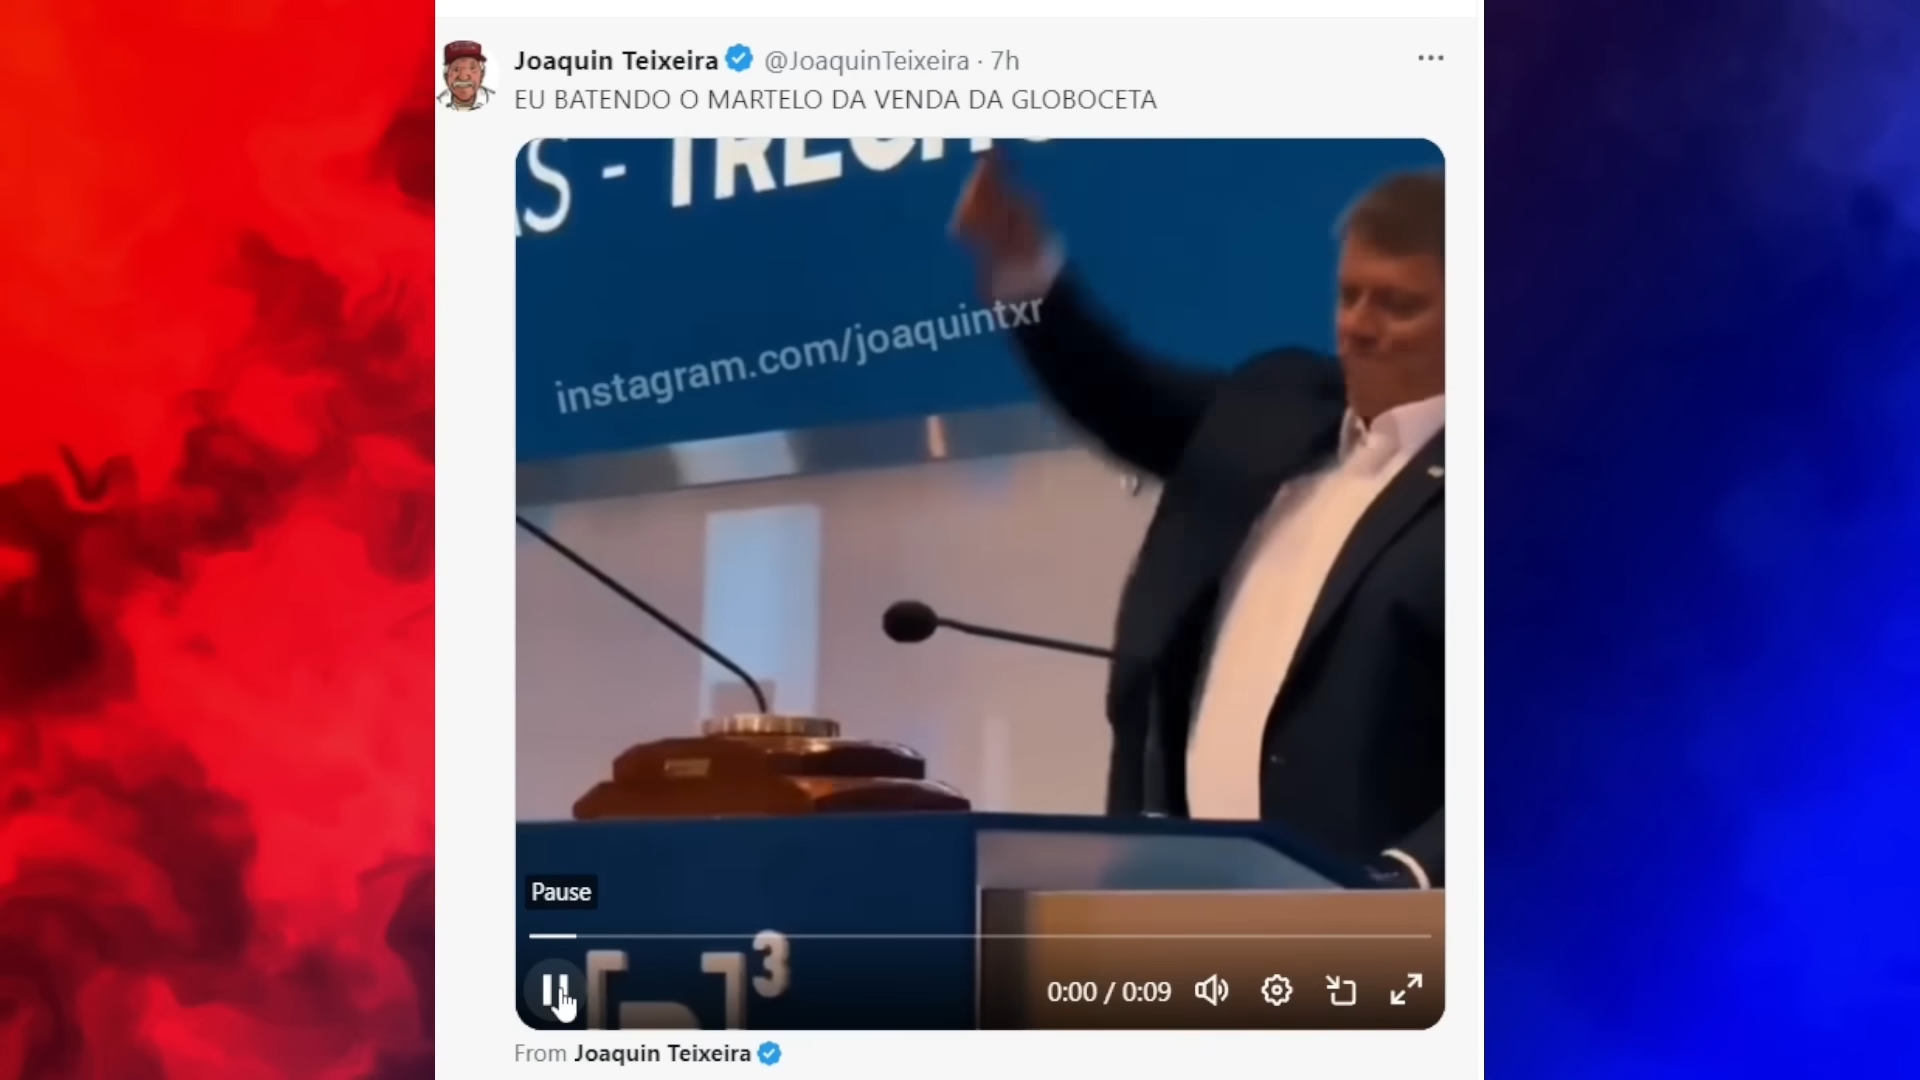 Joaquin Teixeira @JoaquinTeixeira · 7h
EU BATENDO O MARTELO DA VENDA DA GLOBOCETA
instagram.com/joaquintxr
Pause
0:00 / 0:09
From Joaquin Teixeira